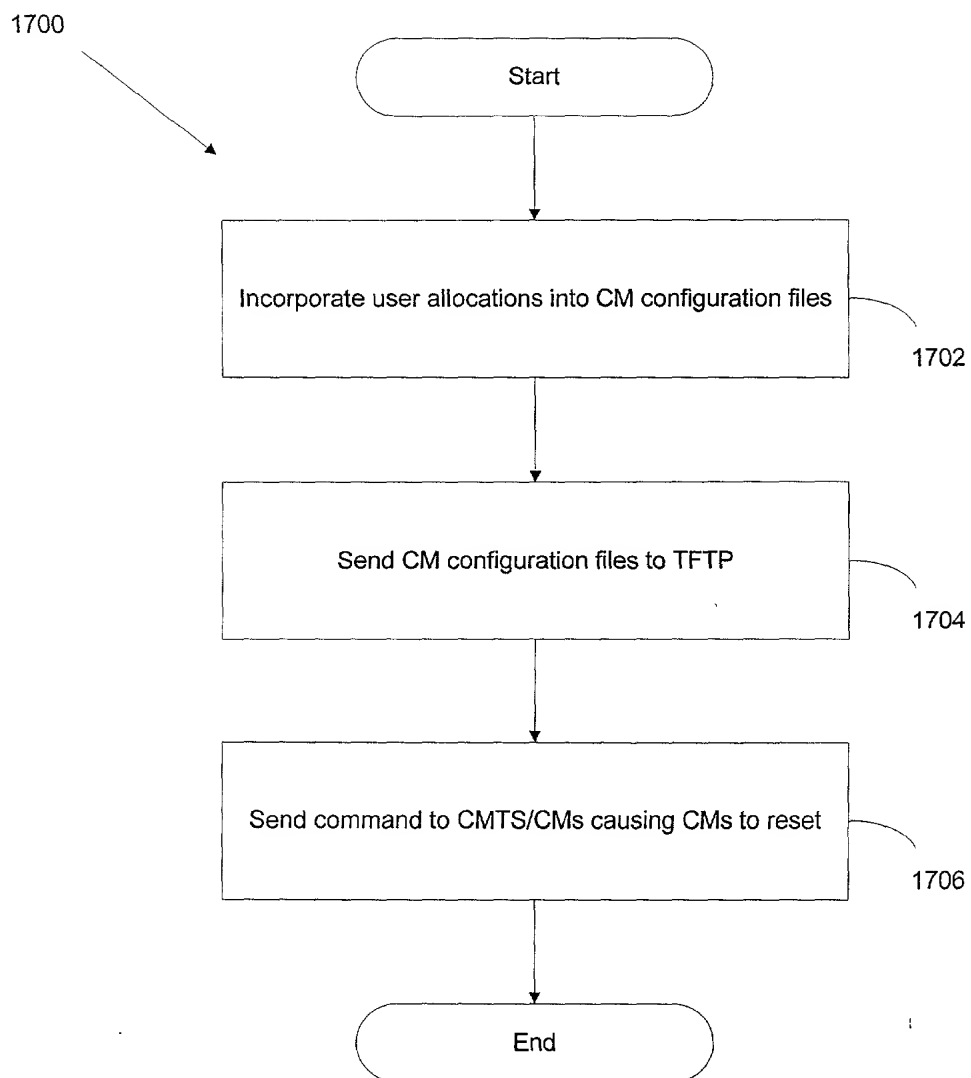 1700
Start
Incorporate user allocations into CM configuration files
1702
Send CM configuration files to TFTP
1704
Send command to CMTS/CMs causing CMs to reset
1706
End